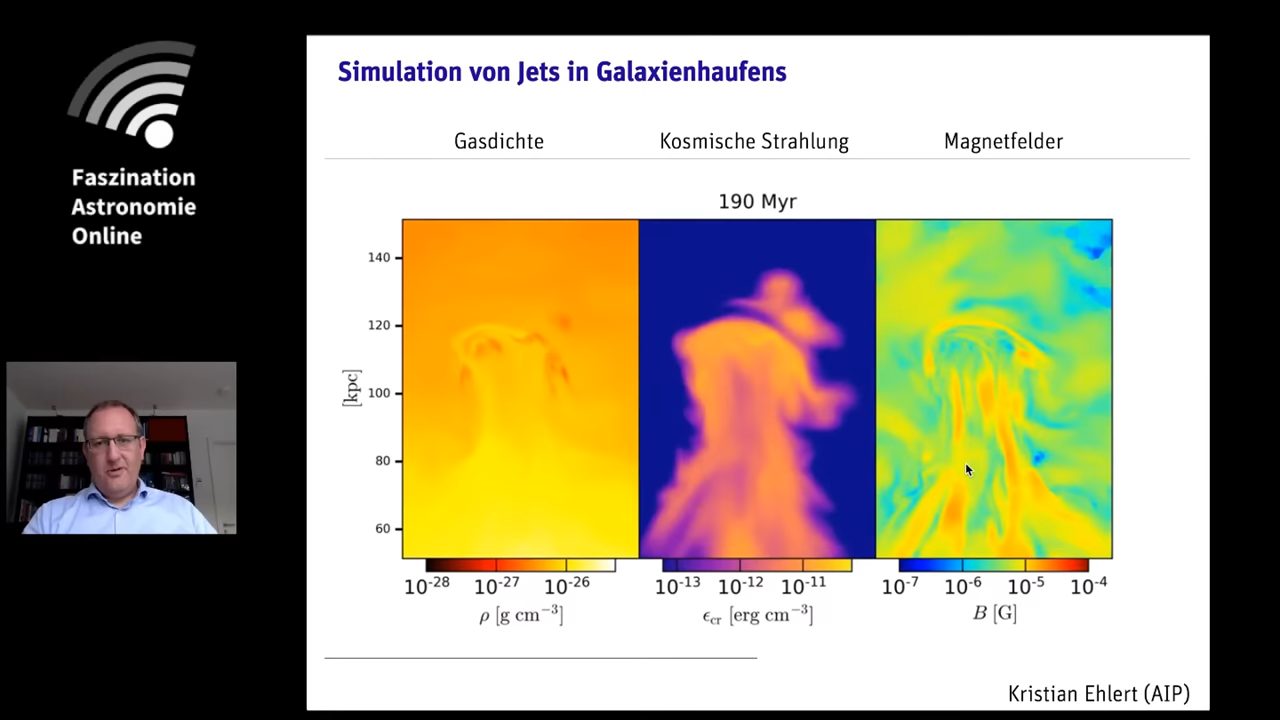 Faszination
Astronomie
Online
Simulation von Jets in Galaxienhaufens
Gasdichte Kosmische Strahlung Magnetfelder
190 Myr
140
120
100
80
60
[kpc]
10⁻²⁸ 10⁻²⁷ 10⁻²⁶ 10⁻¹³ 10⁻¹² 10⁻¹¹ 10⁻⁷ 10⁻⁶ 10⁻⁵ 10⁻⁴
ρ [g cm⁻³] ϵcr [erg cm⁻³] B [G]
Kristian Ehlert (AIP)